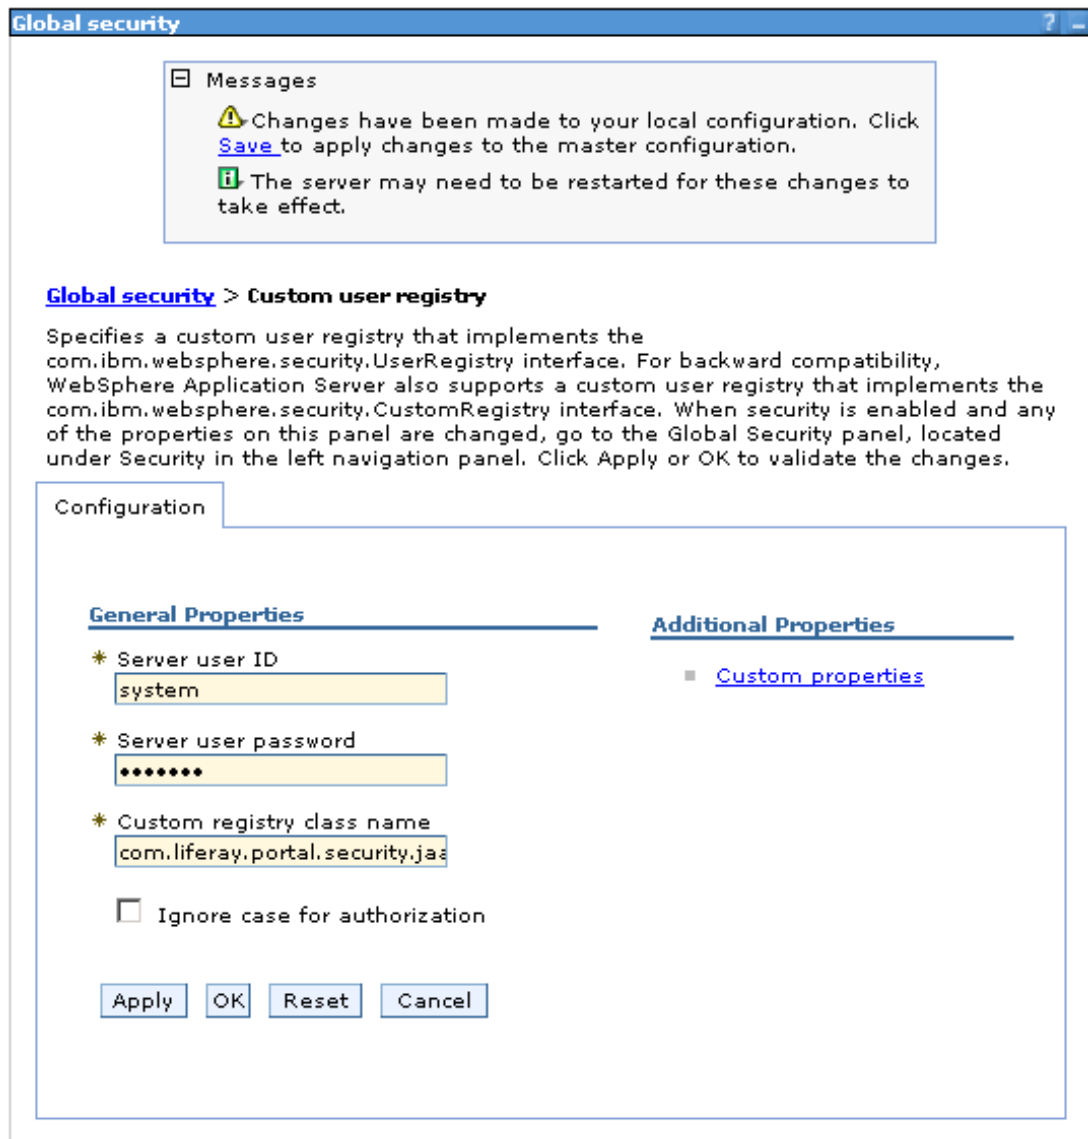 Global security ? –
Messages
Changes have been made to your local configuration. Click
Save to apply changes to the master configuration.
The server may need to be restarted for these changes to
take effect.
Global security > Custom user registry
Specifies a custom user registry that implements the
com.ibm.websphere.security.UserRegistry interface. For backward compatibility,
WebSphere Application Server also supports a custom user registry that implements the
com.ibm.websphere.security.CustomRegistry interface. When security is enabled and any
of the properties on this panel are changed, go to the Global Security panel, located
under Security in the left navigation panel. Click Apply or OK to validate the changes.
Configuration
General Properties
* Server user ID
system
* Server user password
•••••••
* Custom registry class name
com.liferay.portal.security.jaa
Ignore case for authorization
Apply OK Reset Cancel
Additional Properties
Custom properties